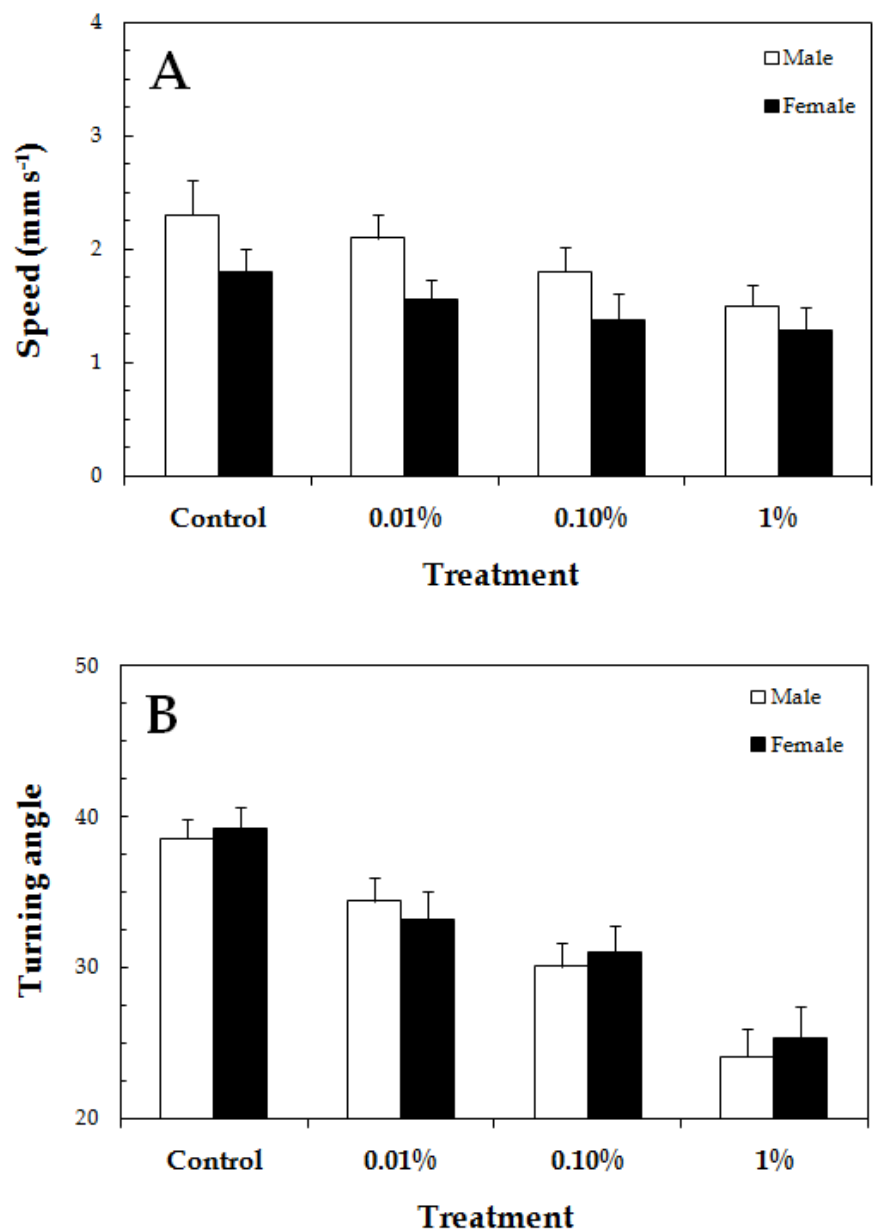 A
Male
Female
4
3
2
1
0
Speed (mm s⁻¹)
Control 0.01% 0.10% 1%
Treatment
B
Male
Female
50
40
30
20
Turning angle
Control 0.01% 0.10% 1%
Treatment